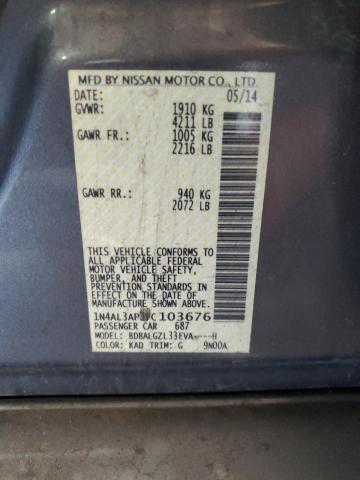 MFD BY NISSAN MOTOR CO., LTD.
DATE: 05/14
GVWR: 1910 KG
4211 LB
GAWR FR: 1005 KG
2216 LB
GAWR RR: 940 KG
2072 LB
THIS VEHICLE CONFORMS TO
ALL APPLICABLE FEDERAL
MOTOR VEHICLE SAFETY,
BUMPER, AND THEFT
PREVENTION STANDARDS IN
EFFECT ON THE DATE OF
MANUFACTURE SHOWN ABOVE.
PASSENGER CAR 687
MODEL: BDBALGZL33EVA----H
COLOR: KAD TRIM: G 9N00A